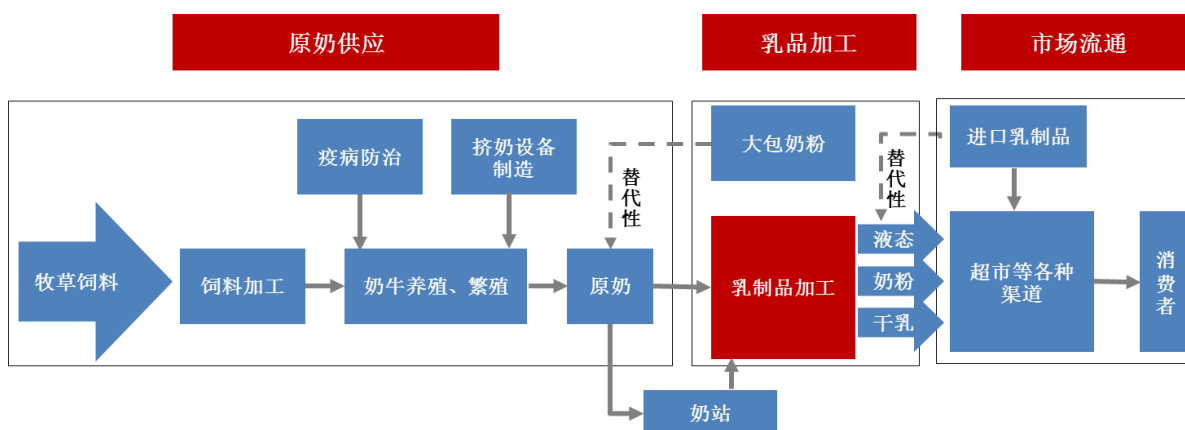 原奶供应
乳品加工
市场流通
疫病防治
挤奶设备
制造
替代性
大包奶粉
替代性
进口乳制品
牧草饲料
饲料加工
奶牛养殖、繁殖
原奶
乳制品加工
液态
奶粉
干乳
超市等各种
渠道
消费者
奶站